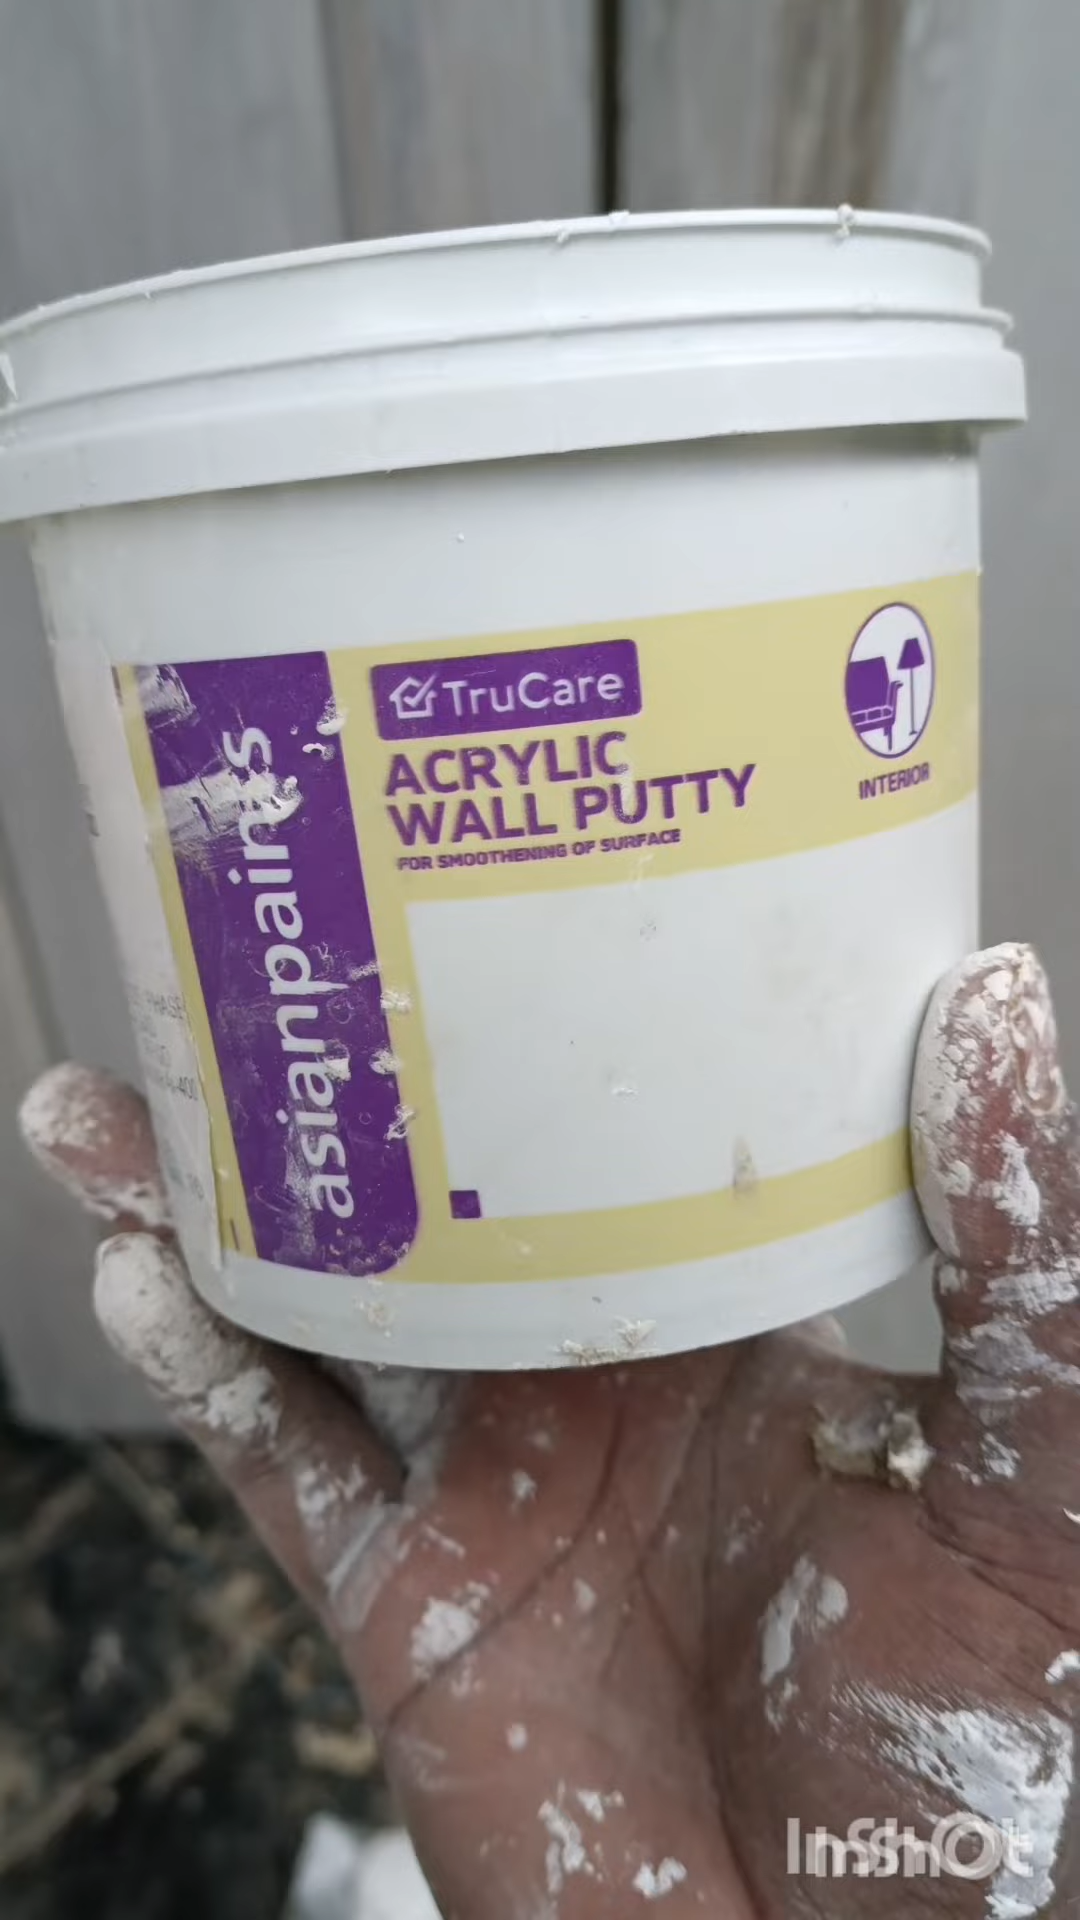 asianpaints
TruCare
ACRYLIC
WALL PUTTY
FOR SMOOTHENING OF SURFACE
INTERIOR
InShOt